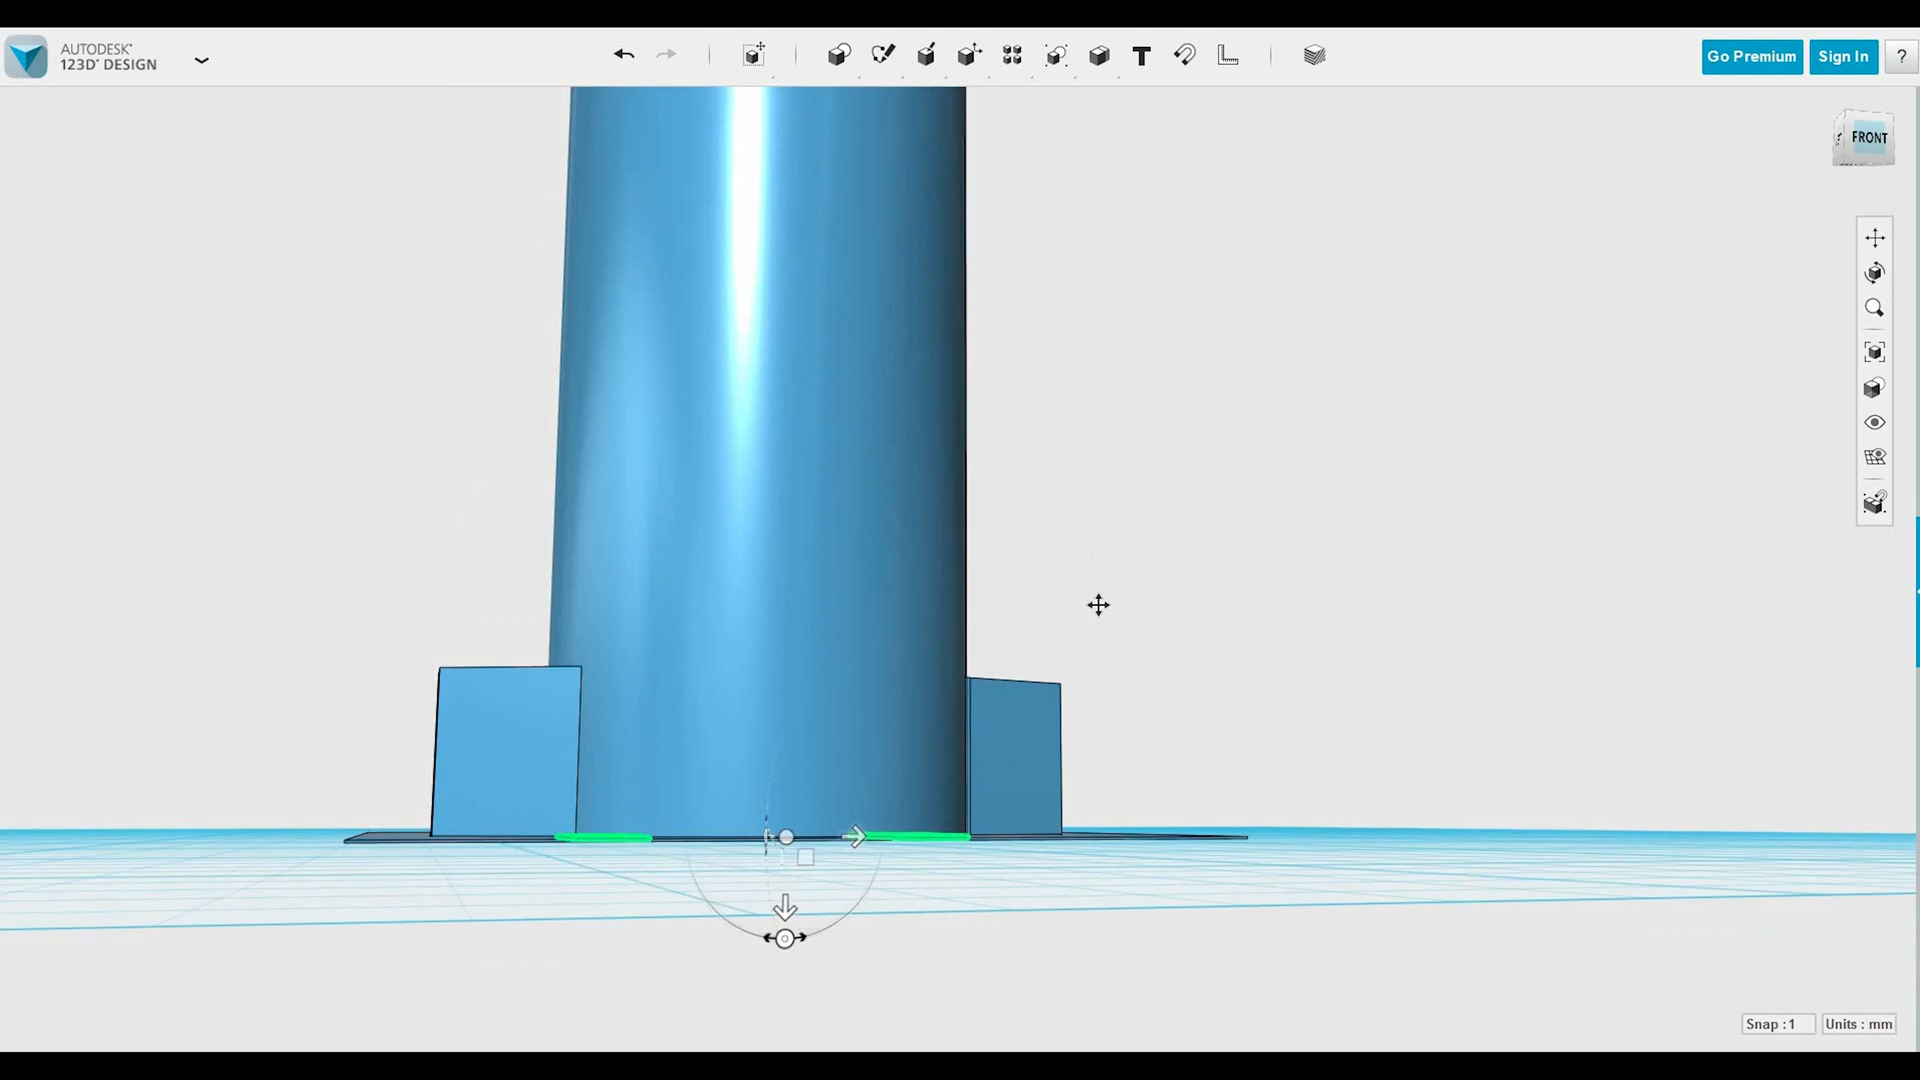 AUTODESK®
123D® DESIGN
T
Go Premium
Sign In
?
FRONT
Snap : 1
Units : mm